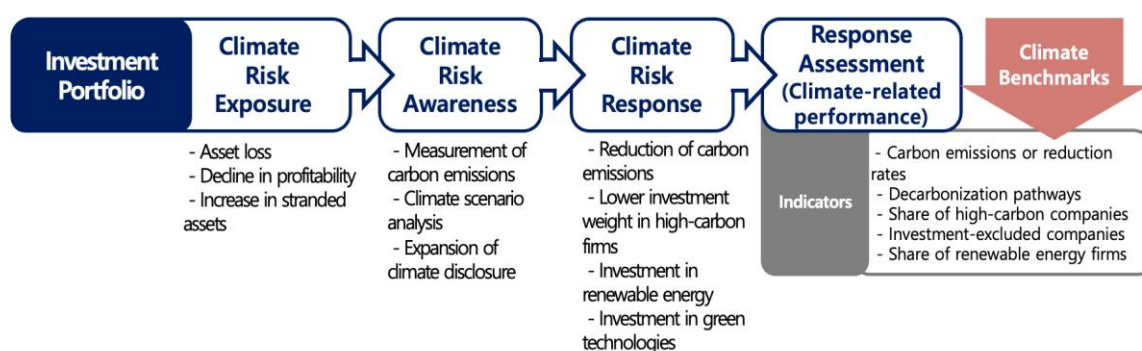 Investment
Portfolio
Climate
Risk
Exposure
- Asset loss
- Decline in profitability
- Increase in stranded
assets
Climate
Risk
Awareness
- Measurement of
carbon emissions
- Climate scenario
analysis
- Expansion of
climate disclosure
Climate
Risk
Response
- Reduction of carbon
emissions
- Lower investment
weight in high-carbon
firms
- Investment in
renewable energy
- Investment in green
technologies
Response
Assessment
(Climate-related
performance)
Climate
Benchmarks
Indicators
- Carbon emissions or reduction
rates
- Decarbonization pathways
- Share of high-carbon companies
- Investment-excluded companies
- Share of renewable energy firms